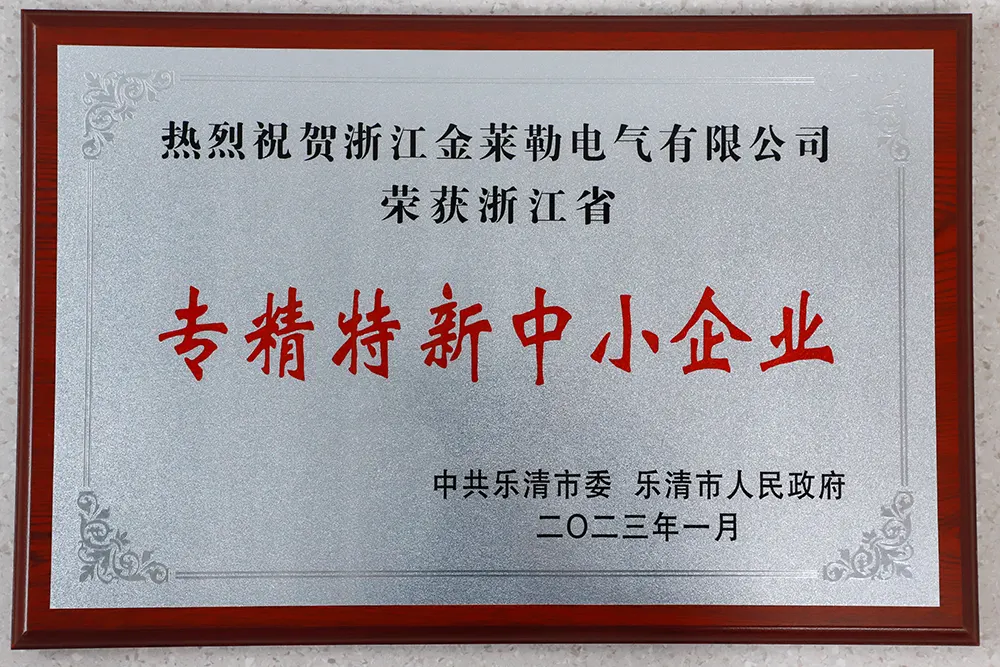 热烈祝贺浙江金莱勒电气有限公司
荣获浙江省
专精特新中小企业
中共乐清市委 乐清市人民政府
二〇二三年一月